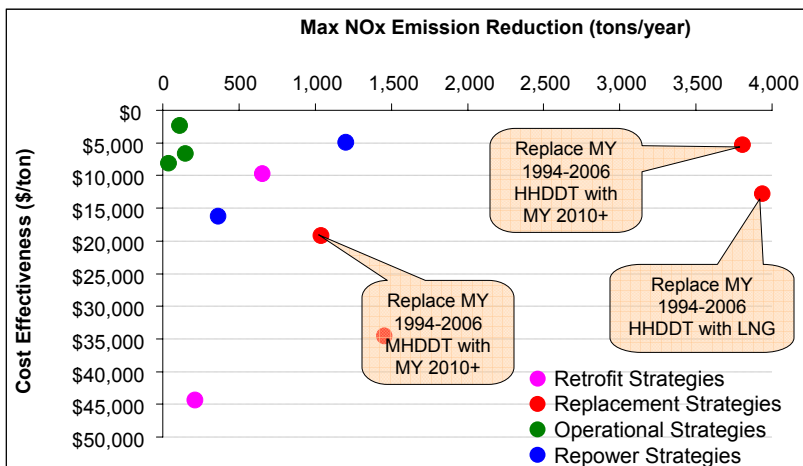 Max NOx Emission Reduction (tons/year)
0 500 1,000 1,500 2,000 2,500 3,000 3,500 4,000
Cost Effectiveness ($/ton)
$0
$5,000
$10,000
$15,000
$20,000
$25,000
$30,000
$35,000
$40,000
$45,000
$50,000
Replace MY
1994-2006
HHDDT with
MY 2010+
Replace MY
1994-2006
HHDDT with LNG
Replace MY
1994-2006
MHDDT with
MY 2010+
Retrofit Strategies
Replacement Strategies
Operational Strategies
Repower Strategies